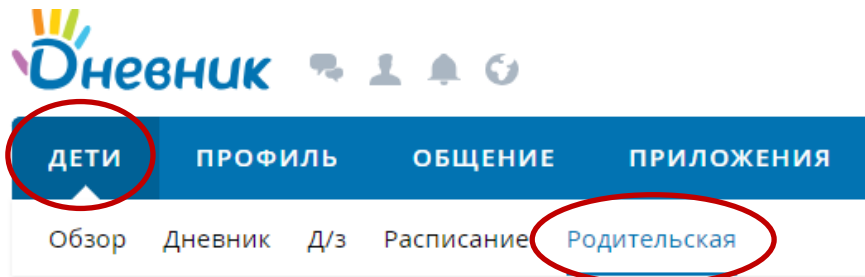 Дневник
ДЕТИ ПРОФИЛЬ ОБЩЕНИЕ ПРИЛОЖЕНИЯ
Обзор Дневник Д/з Расписание Родительская